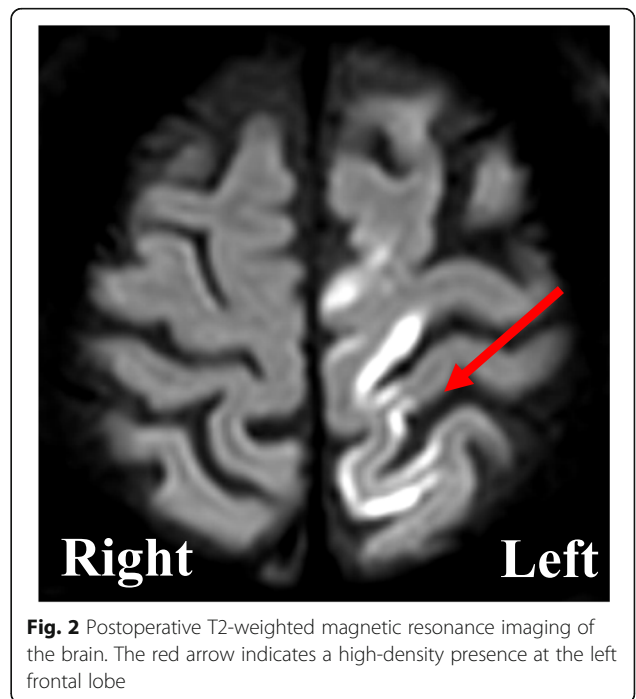 Right
Left
Fig. 2 Postoperative T2-weighted magnetic resonance imaging of
the brain. The red arrow indicates a high-density presence at the left
frontal lobe